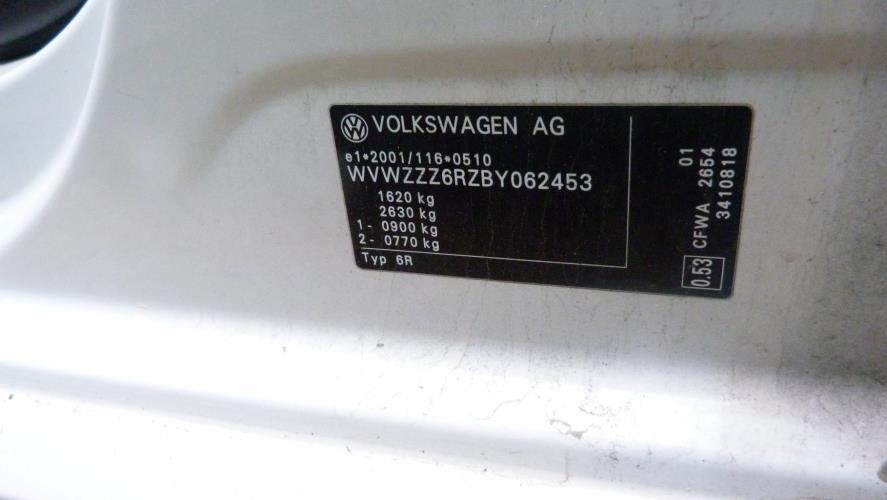 VOLKSWAGEN AG
e1*2001/116*0510
WVWZZZ6RZBY062453
1620 kg
2630 kg
1- 0900 kg
2- 0770 kg
Typ 6R
01
0.53 CFWA 2654
3410818